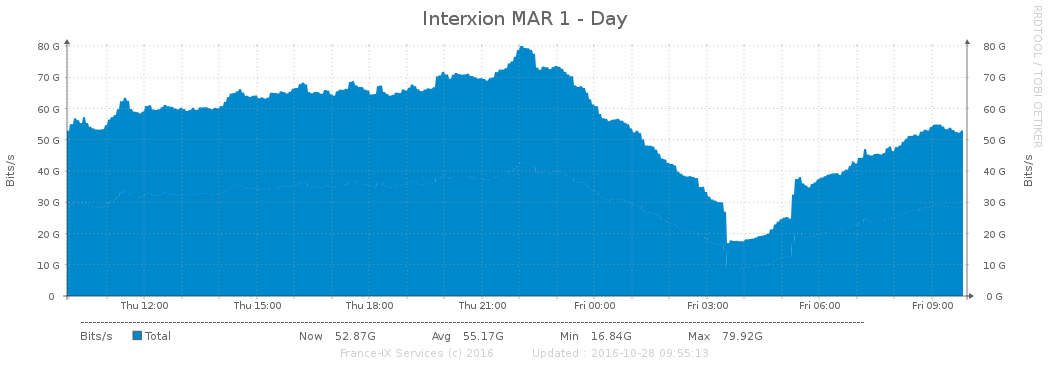 Interxion MAR 1 - Day
RRDTOOL / TOBI OETIKER
Bits/s
80 G
70 G
60 G
50 G
40 G
30 G
20 G
10 G
0
80 G
70 G
60 G
50 G
40 G
30 G
20 G
10 G
0 G
Bits/s
Thu 12:00 Thu 15:00 Thu 18:00 Thu 21:00 Fri 00:00 Fri 03:00 Fri 06:00 Fri 09:00
Bits/s Total Now 52.87G Avg 55.17G Min 16.84G Max 79.92G
France-IX Services (c) 2016 Updated : 2016-10-28 09:55:13